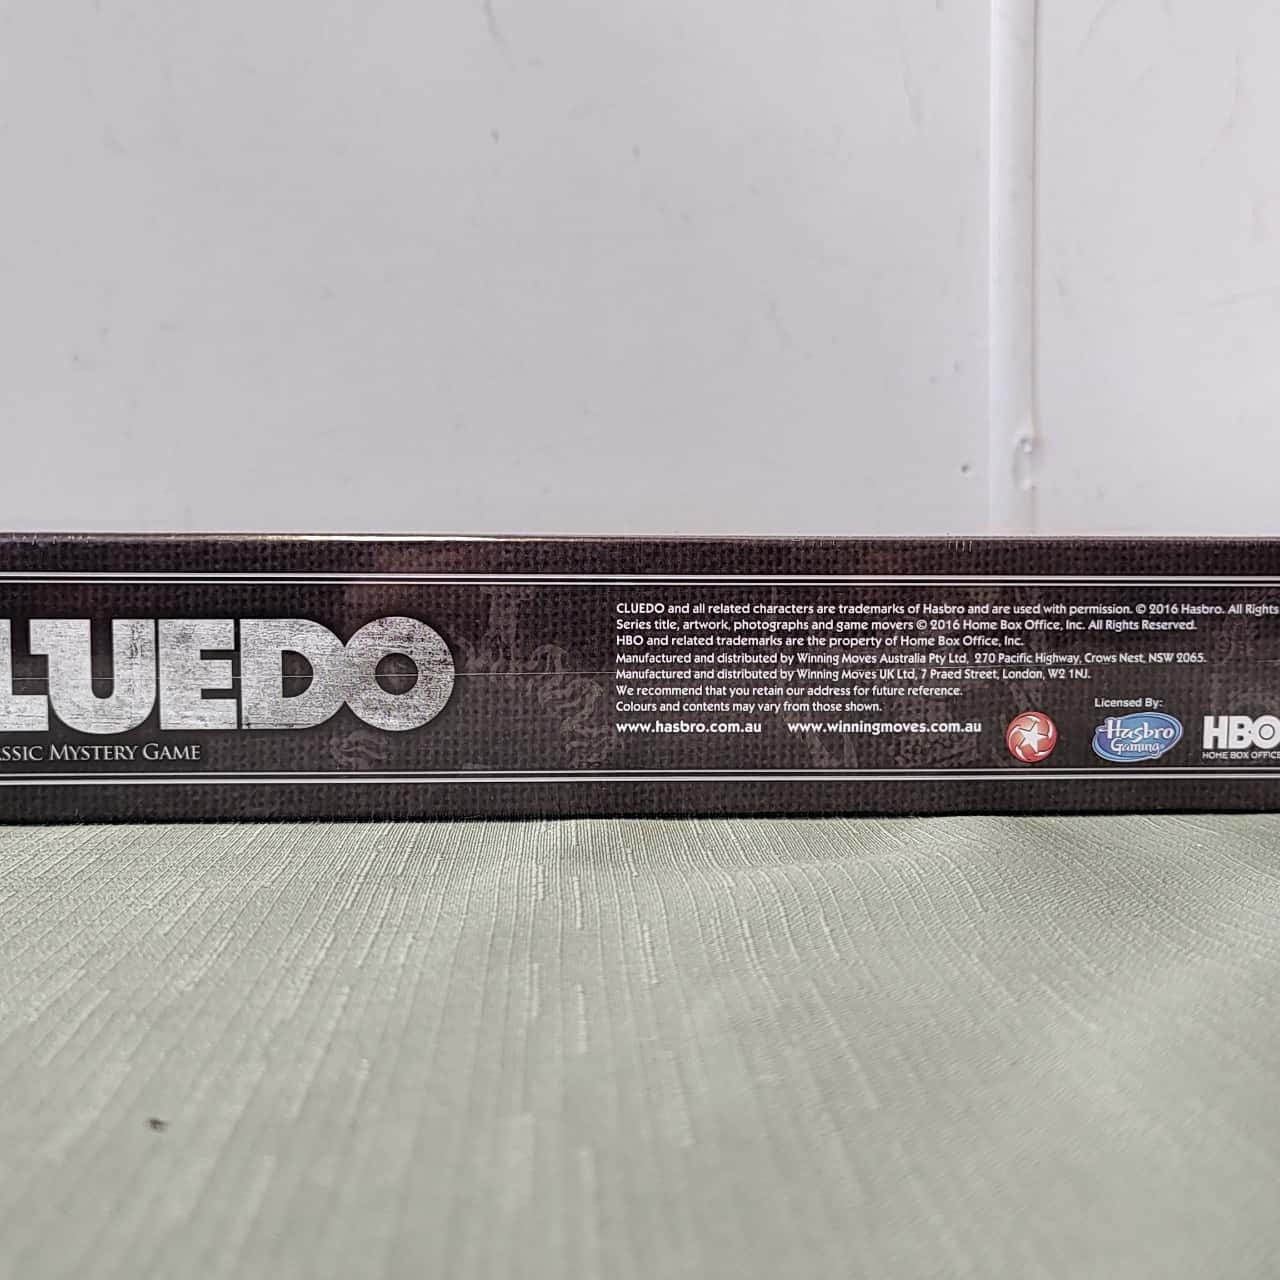 LUEDO
ASSIC MYSTERY GAME
CLUEDO and all related characters are trademarks of Hasbro and are used with permission. © 2016 Hasbro. All Rights
Series title, artwork, photographs and game movers © 2016 Home Box Office, Inc. All Rights Reserved.
HBO and related trademarks are the property of Home Box Office, Inc.
Manufactured and distributed by Winning Moves Australia Pty Ltd, 270 Pacific Highway, Crows Nest, NSW 2065.
Manufactured and distributed by Winning Moves UK Ltd, 7 Praed Street, London, W2 1NJ.
We recommend that you retain our address for future reference.
Colours and contents may vary from those shown.
www.hasbro.com.au www.winningmoves.com.au
Licensed By:
Hasbro
Gaming
HBO
HOME BOX OFFICE